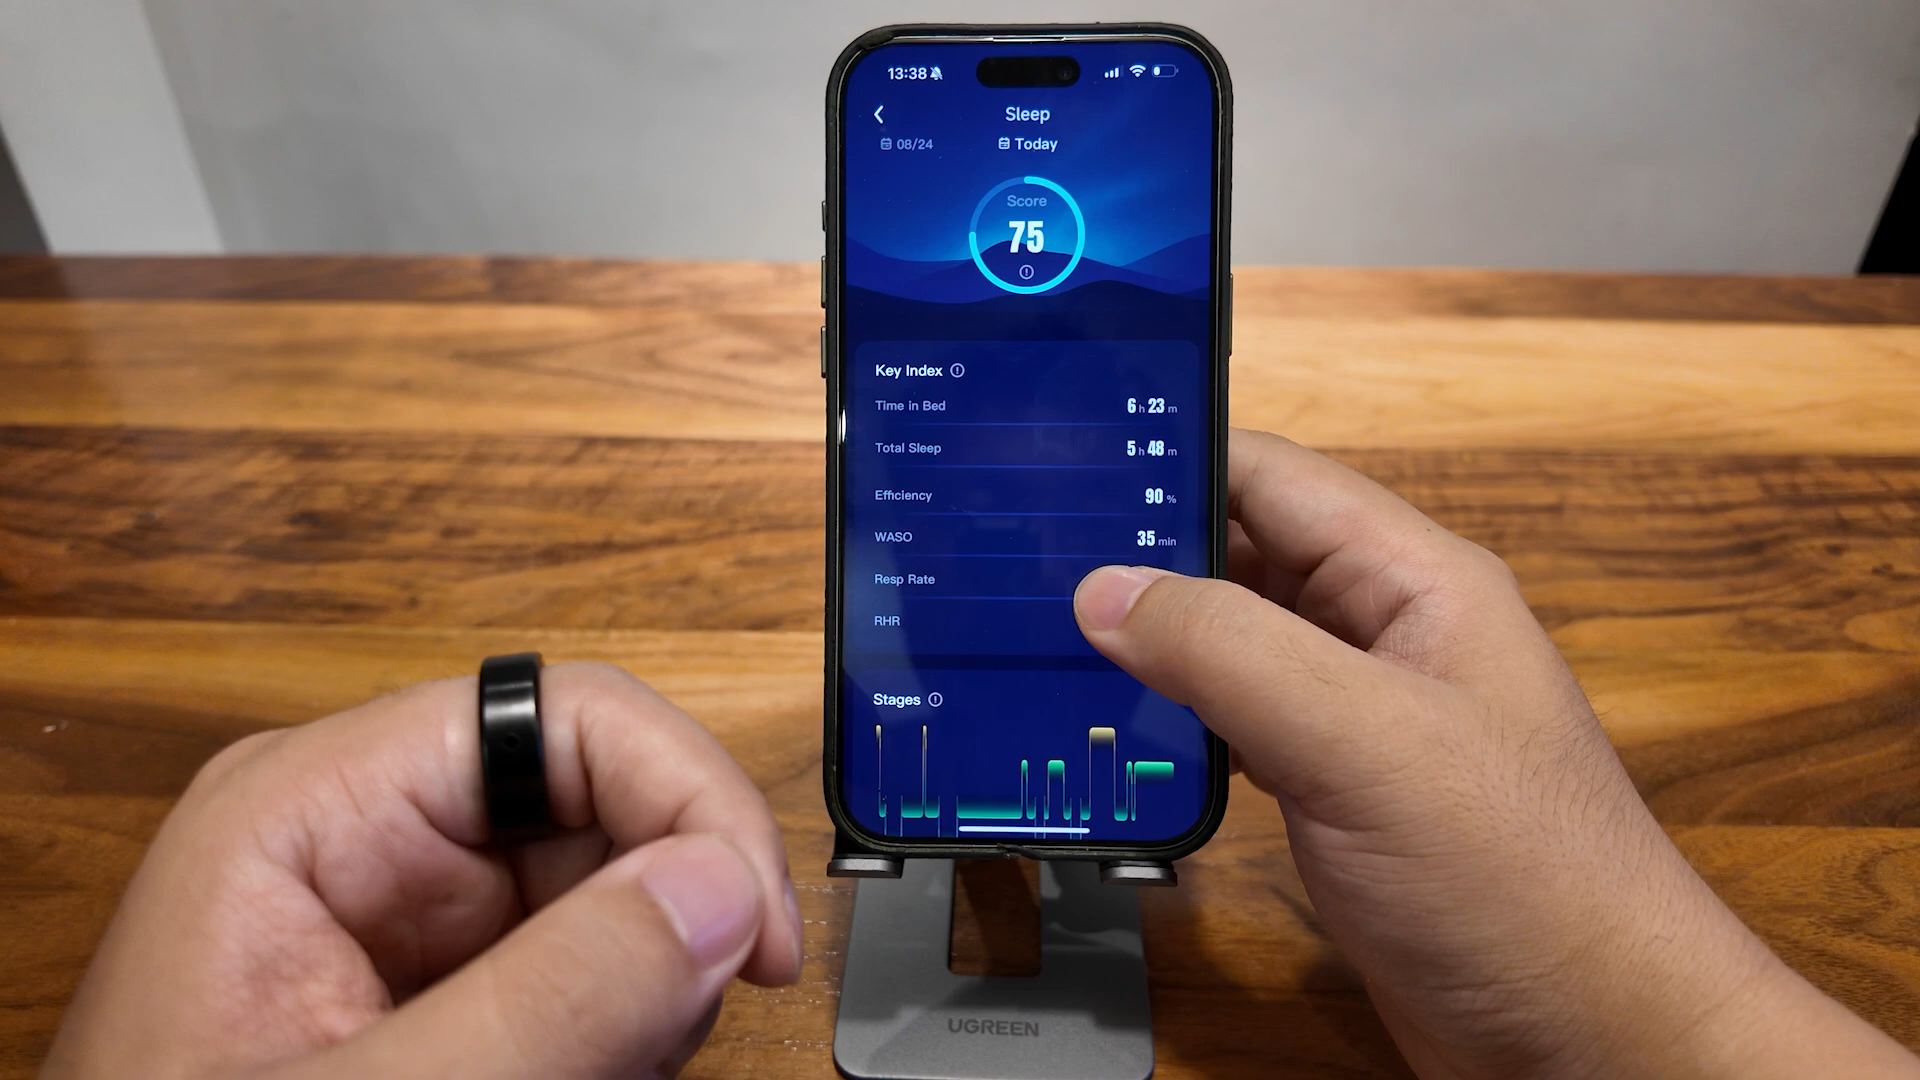 13:38
Sleep
08/24 Today
Score
75
Key Index
Time in Bed 6 h 23 m
Total Sleep 5 h 48 m
Efficiency 90 %
WASO 35 min
Resp Rate
RHR
Stages
UGREEN